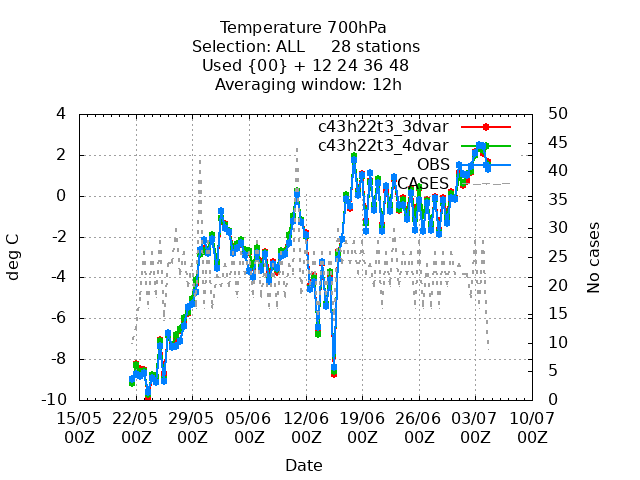 Temperature 700hPa
Selection: ALL 28 stations
Used {00} + 12 24 36 48
Averaging window: 12h
c43h22t3_3dvar
c43h22t3_4dvar
OBS
CASES
deg C
4
2
0
-2
-4
-6
-8
-10
No cases
50
45
40
35
30
25
20
15
10
5
0
15/05 22/05 29/05 05/06 12/06 19/06 26/06 03/07 10/07
00Z 00Z 00Z 00Z 00Z 00Z 00Z 00Z 00Z
Date